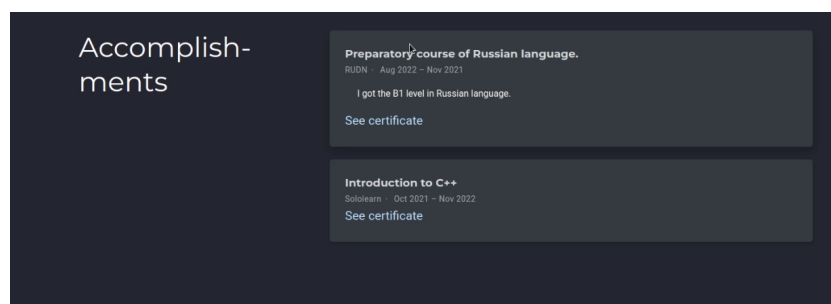 Accomplish-
ments
Preparatory course of Russian language.
RUDN · Aug 2022 – Nov 2021
I got the B1 level in Russian language.
See certificate
Introduction to C++
Sololearn · Oct 2021 – Nov 2022
See certificate